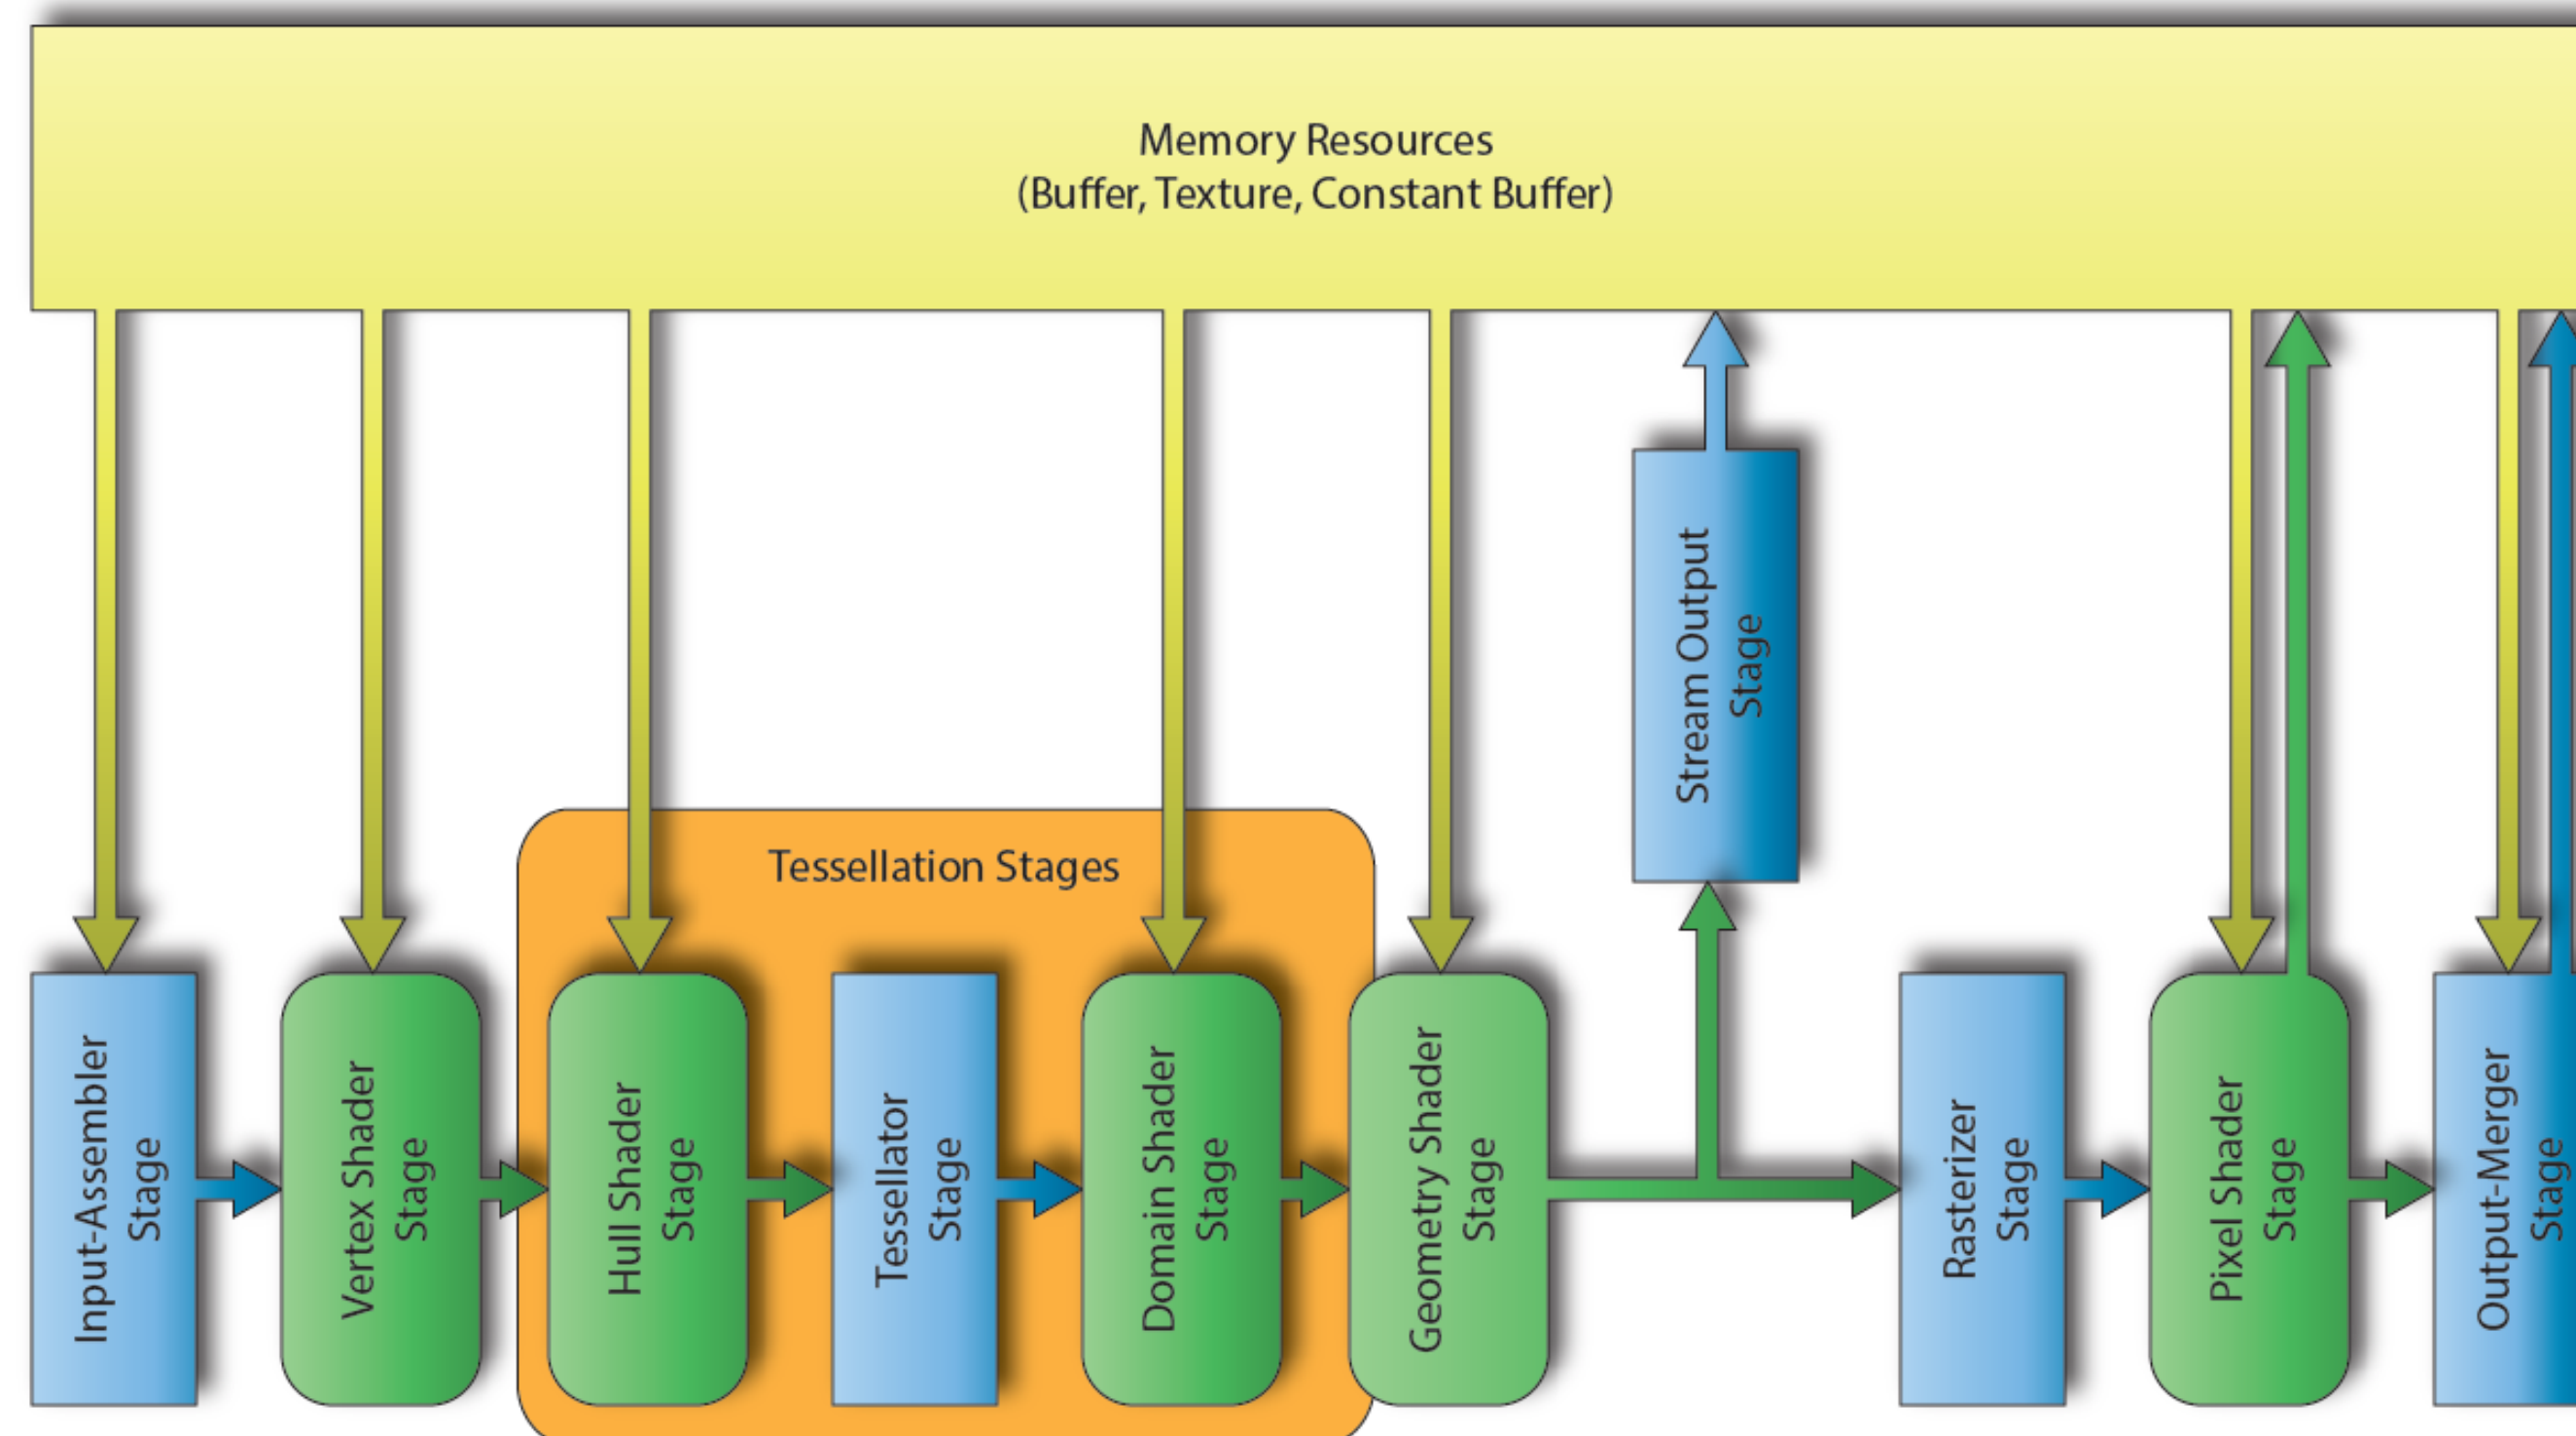 Memory Resources
(Buffer, Texture, Constant Buffer)
Stream Output
Stage
Tessellation Stages
Input-Assembler
Stage
Vertex Shader
Stage
Hull Shader
Stage
Tessellator
Stage
Domain Shader
Stage
Geometry Shader
Stage
Rasterizer
Stage
Pixel Shader
Stage
Output-Merger
Stage